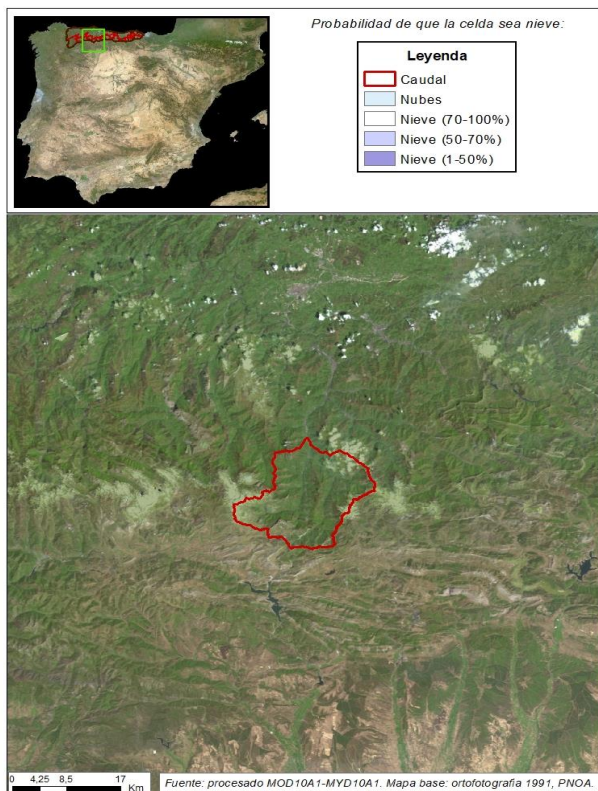 Probabilidad de que la celda sea nieve:
Leyenda
Caudal
Nubes
Nieve (70-100%)
Nieve (50-70%)
Nieve (1-50%)
0 4,25 8,5 17
Km
Fuente: procesado MOD10A1-MYD10A1. Mapa base: ortofotografía 1991, PNOA.